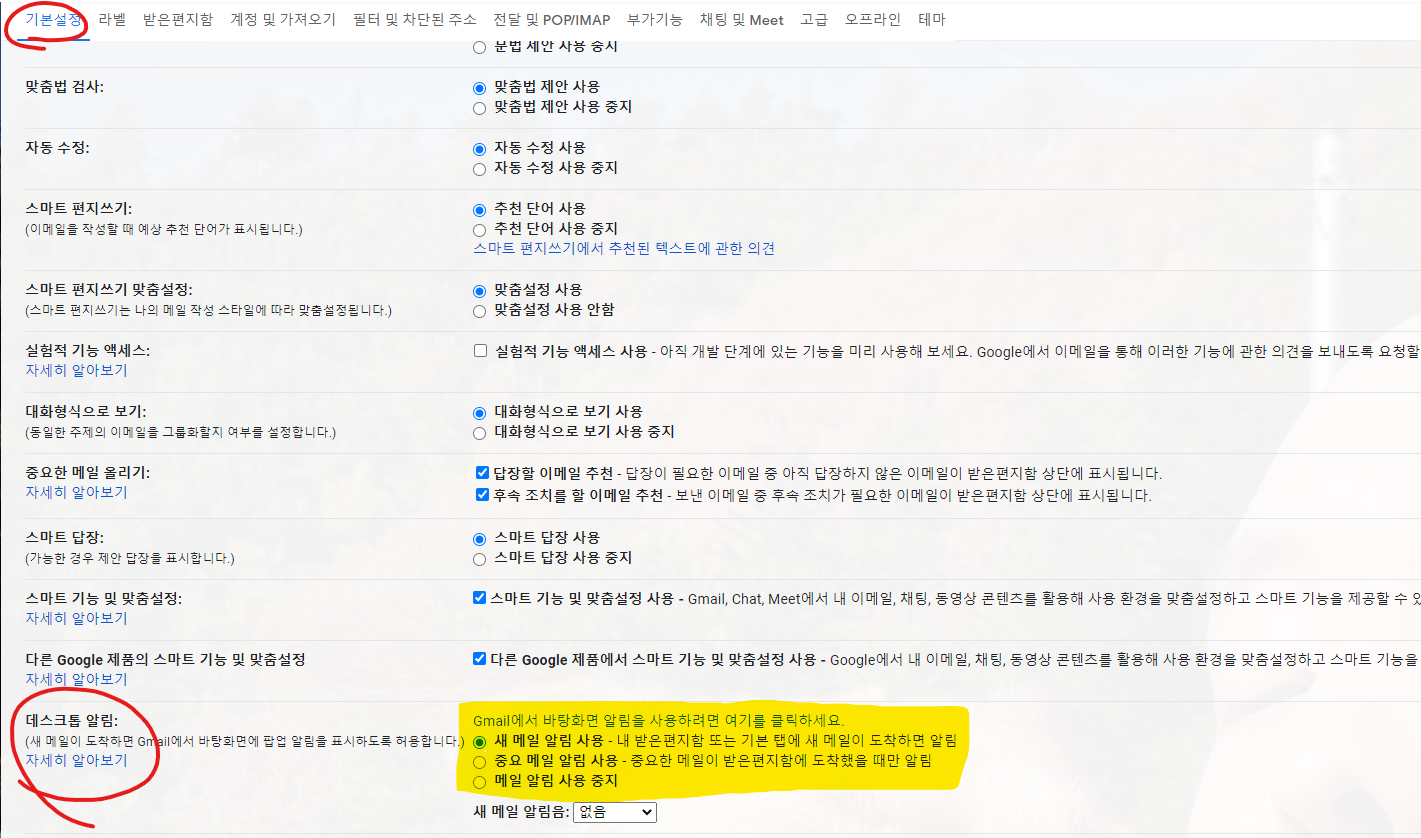 기본설정 라벨 받은편지함 계정 및 가져오기 필터 및 차단된 주소 전달 및 POP/IMAP 부가기능 채팅 및 Meet 고급 오프라인 테마
문법 제안 사용 중지
맞춤법 검사:
맞춤법 제안 사용
맞춤법 제안 사용 중지
자동 수정:
자동 수정 사용
자동 수정 사용 중지
스마트 편지쓰기:
(이메일을 작성할 때 예상 추천 단어가 표시됩니다.)
추천 단어 사용
추천 단어 사용 중지
스마트 편지쓰기에서 추천된 텍스트에 관한 의견
스마트 편지쓰기 맞춤설정:
(스마트 편지쓰기는 나의 메일 작성 스타일에 따라 맞춤설정됩니다.)
맞춤설정 사용
맞춤설정 사용 안함
실험적 기능 액세스:
자세히 알아보기
실험적 기능 액세스 사용 - 아직 개발 단계에 있는 기능을 미리 사용해 보세요. Google에서 이메일을 통해 이러한 기능에 관한 의견을 보내도록 요청할
대화형식으로 보기:
(동일한 주제의 이메일을 그룹화할지 여부를 설정합니다.)
대화형식으로 보기 사용
대화형식으로 보기 사용 중지
중요한 메일 올리기:
자세히 알아보기
답장할 이메일 추천 - 답장이 필요한 이메일 중 아직 답장하지 않은 이메일이 받은편지함 상단에 표시됩니다.
후속 조치를 할 이메일 추천 - 보낸 이메일 중 후속 조치가 필요한 이메일이 받은편지함 상단에 표시됩니다.
스마트 답장:
(가능한 경우 제안 답장을 표시합니다.)
스마트 답장 사용
스마트 답장 사용 중지
스마트 기능 및 맞춤설정:
자세히 알아보기
스마트 기능 및 맞춤설정 사용 - Gmail, Chat, Meet에서 내 이메일, 채팅, 동영상 콘텐츠를 활용해 사용 환경을 맞춤설정하고 스마트 기능을 제공할 수 있
다른 Google 제품의 스마트 기능 및 맞춤설정
자세히 알아보기
다른 Google 제품에서 스마트 기능 및 맞춤설정 사용 - Google에서 내 이메일, 채팅, 동영상 콘텐츠를 활용해 사용 환경을 맞춤설정하고 스마트 기능을
데스크톱 알림:
(새 메일이 도착하면 Gmail에서 바탕화면에 팝업 알림을 표시하도록 허용합니다.)
자세히 알아보기
Gmail에서 바탕화면 알림을 사용하려면 여기를 클릭하세요.
새 메일 알림 사용 - 내 받은편지함 또는 기본 탭에 새 메일이 도착하면 알림
중요 메일 알림 사용 - 중요한 메일이 받은편지함에 도착했을 때만 알림
메일 알림 사용 중지
새 메일 알림음: 없음